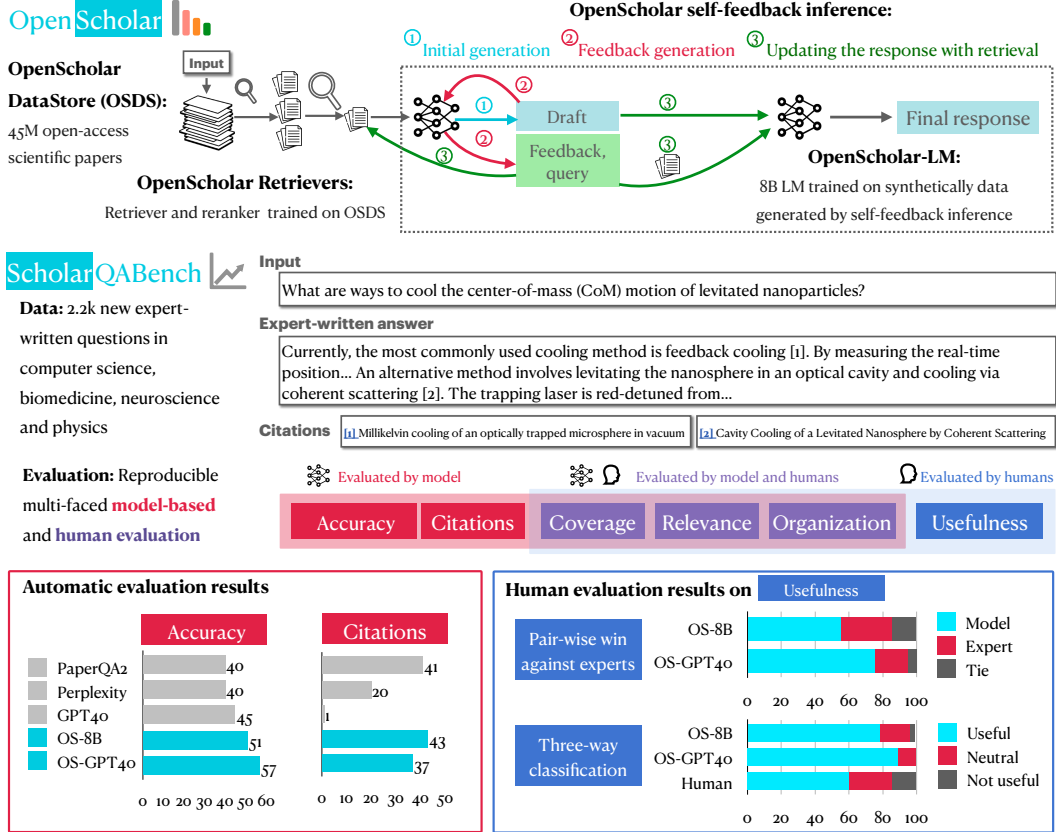 OpenScholar
OpenScholar self-feedback inference:
① Initial generation ② Feedback generation ③ Updating the response with retrieval
OpenScholar
DataStore (OSDS):
45M open-access
scientific papers
Input
OpenScholar Retrievers:
Retriever and reranker trained on OSDS
②
①
②
③
Draft
Feedback,
query
③
③
Final response
OpenScholar-LM:
8B LM trained on synthetically data
generated by self-feedback inference
ScholarQABench
Data: 2.2k new expert-
written questions in
computer science,
biomedicine, neuroscience
and physics
Input
What are ways to cool the center-of-mass (CoM) motion of levitated nanoparticles?
Expert-written answer
Currently, the most commonly used cooling method is feedback cooling [1]. By measuring the real-time
position... An alternative method involves levitating the nanosphere in an optical cavity and cooling via
coherent scattering [2]. The trapping laser is red-detuned from...
Citations
[1] Millikelvin cooling of an optically trapped microsphere in vacuum
[2] Cavity Cooling of a Levitated Nanosphere by Coherent Scattering
Evaluation: Reproducible
multi-faced model-based
and human evaluation
Evaluated by model
Evaluated by model and humans
Evaluated by humans
Accuracy
Citations
Coverage
Relevance
Organization
Usefulness
Automatic evaluation results
Accuracy
Citations
PaperQA2
Perplexity
GPT4o
OS-8B
OS-GPT4o
40
40
45
51
57
0 10 20 30 40 50 60
41
20
1
43
37
0 10 20 30 40 50
Human evaluation results on Usefulness
Pair-wise win
against experts
OS-8B
OS-GPT4o
0 20 40 60 80 100
Model
Expert
Tie
Three-way
classification
OS-8B
OS-GPT4o
Human
0 20 40 60 80 100
Useful
Neutral
Not useful